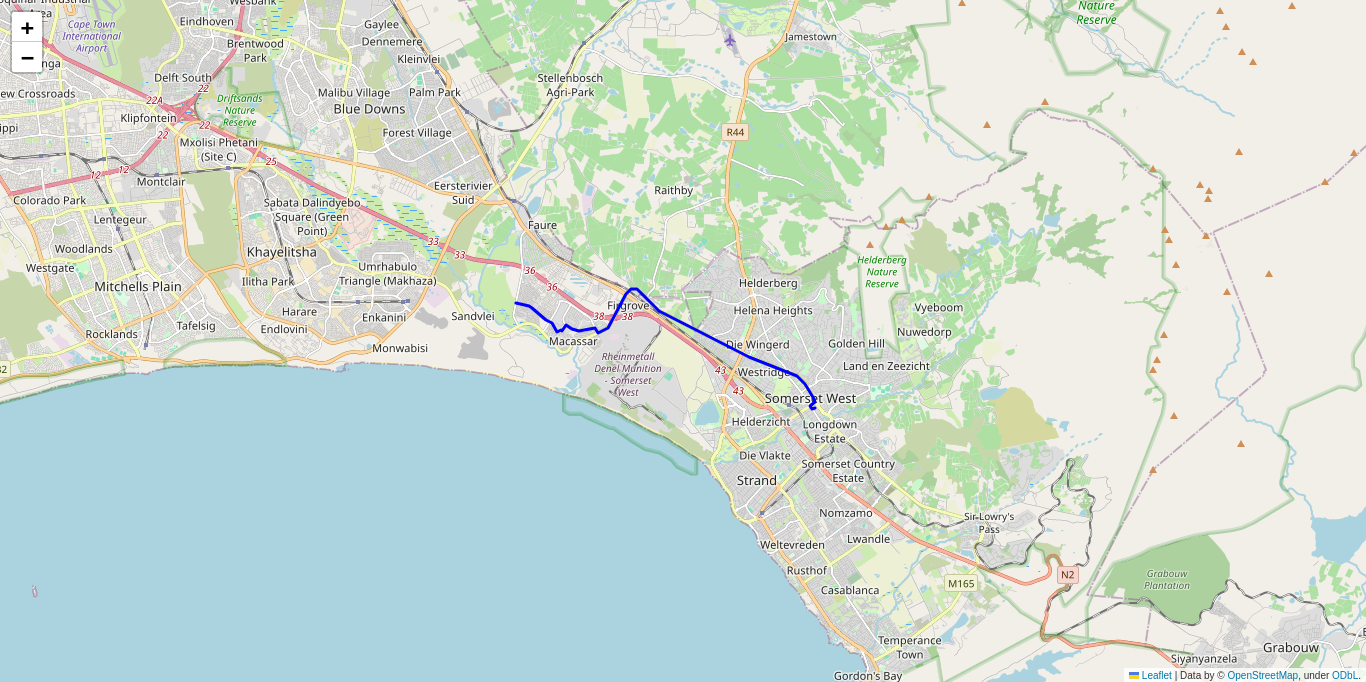 Eindhoven
Wesbank
Cape Town
International
Airport
+
−
Gaylee
Dennemere
Kleinvlei
Brentwood
Park
Delft South
Malibu Village
Blue Downs
Palm Park
Forest Village
Stellenbosch
Agri-Park
Jamestown
Nature
Reserve
New Crossroads
22A
22
Klipfontein
22
22
Driftsands
Nature
Reserve
Mxolisi Phetani
(Site C)
25
12
12
Montclair
Colorado Park
Lentegeur
Woodlands
Westgate
Mitchells Plain
Rocklands
Tafelsig
Sabata Dalindyebo
Square (Green
Point)
Khayelitsha
Umrhabulo
Triangle (Makhaza)
Ilitha Park
Harare
Enkanini
Endlovini
Monwabisi
Eersterivier
Suid
Faure
33
33
36
36
38
38
Sandvlei
Firgrove
Macassar
Rheinmetall
Denel Munition
- Somerset
West
R44
Raithby
Helderberg
Helderberg
Nature
Reserve
Helena Heights
Vyeboom
Nuwedorp
Die Wingerd
Golden Hill
Westridge
Land en Zeezicht
43
43
Somerset West
Helderzicht
Longdown
Estate
Die Vlakte
Somerset Country
Estate
Strand
Nomzamo
Lwandle
Weltevreden
Rusthof
Casablanca
Sir Lowry's
Pass
N2
M165
Grabouw
Plantation
Temperance
Town
Gordon's Bay
Grabouw
Siyanyanzela
Leaflet | Data by © OpenStreetMap, under ODbL.